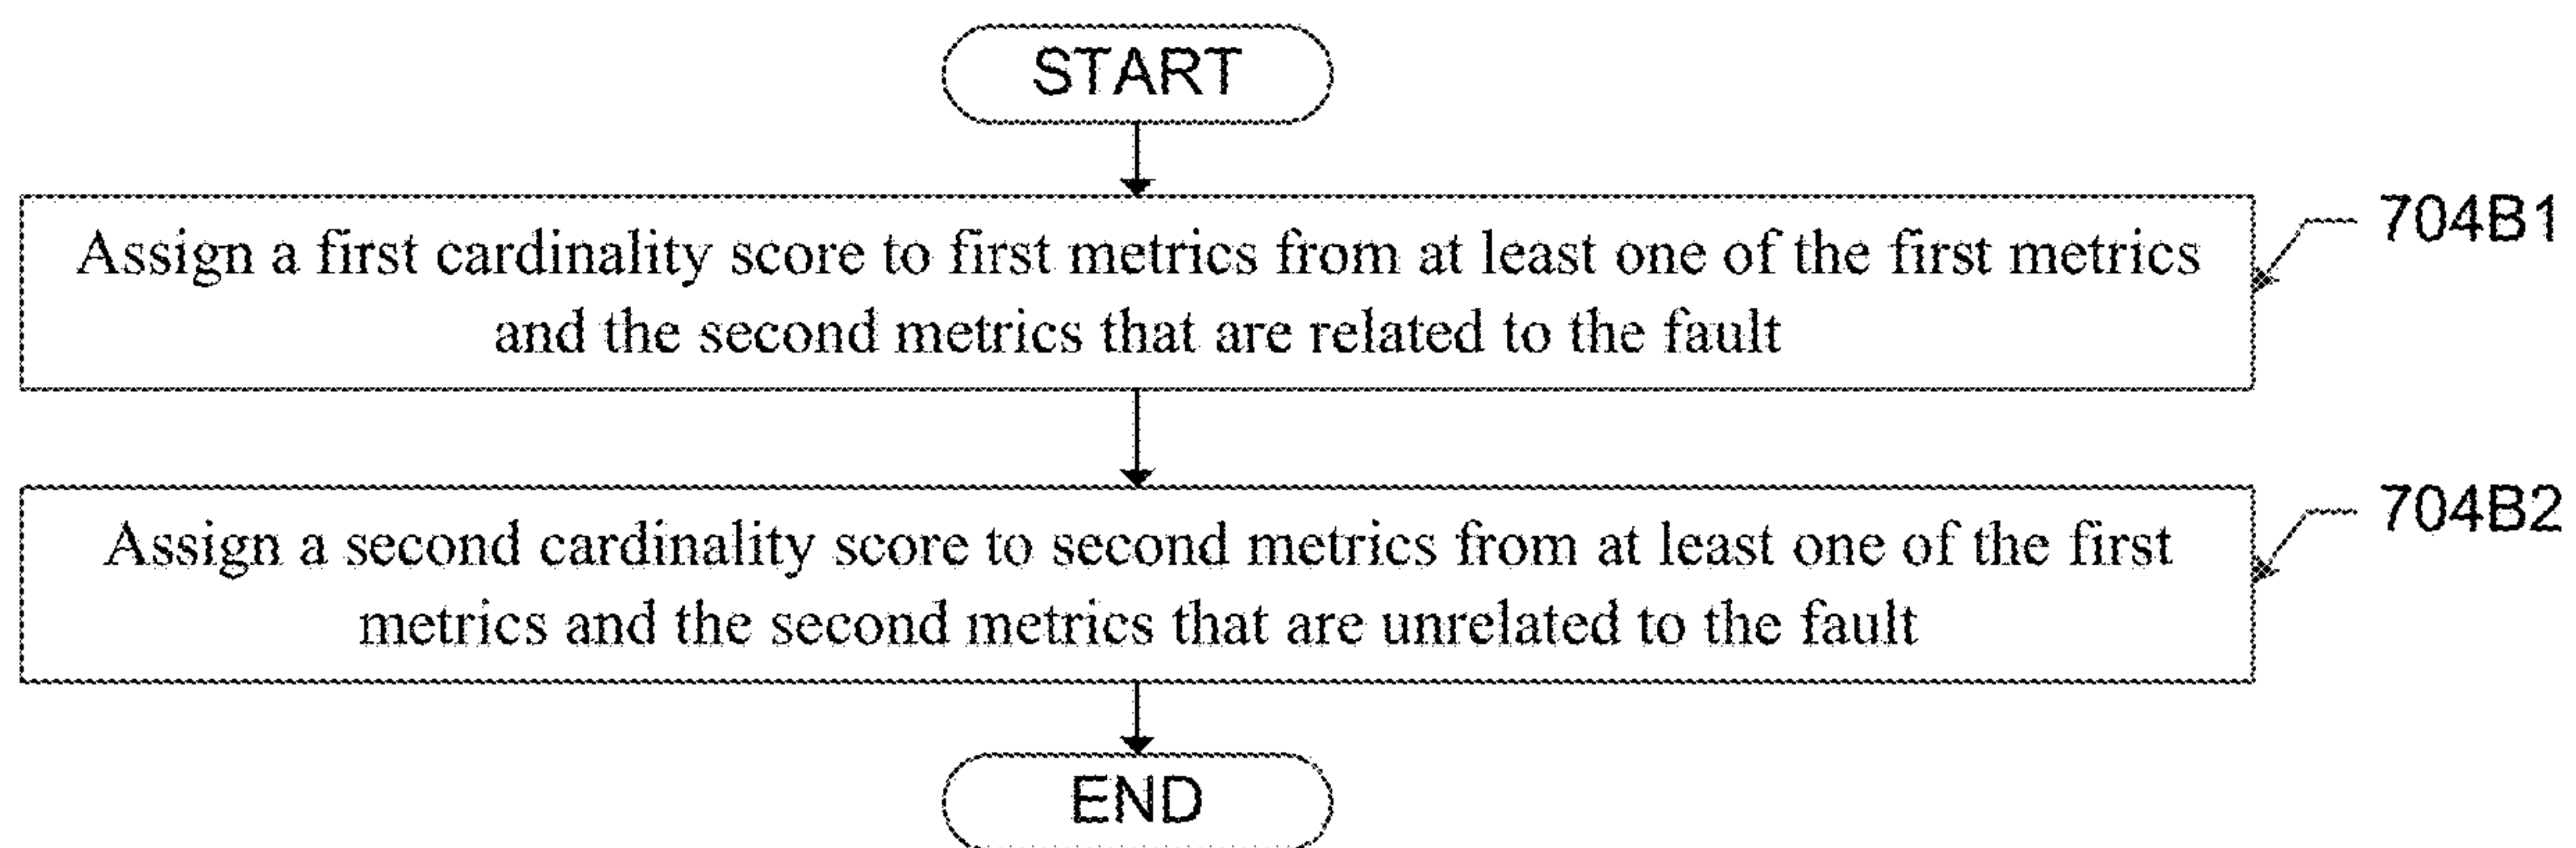 START
Assign a first cardinality score to first metrics from at least one of the first metrics
and the second metrics that are related to the fault
704B1
Assign a second cardinality score to second metrics from at least one of the first
metrics and the second metrics that are unrelated to the fault
704B2
END